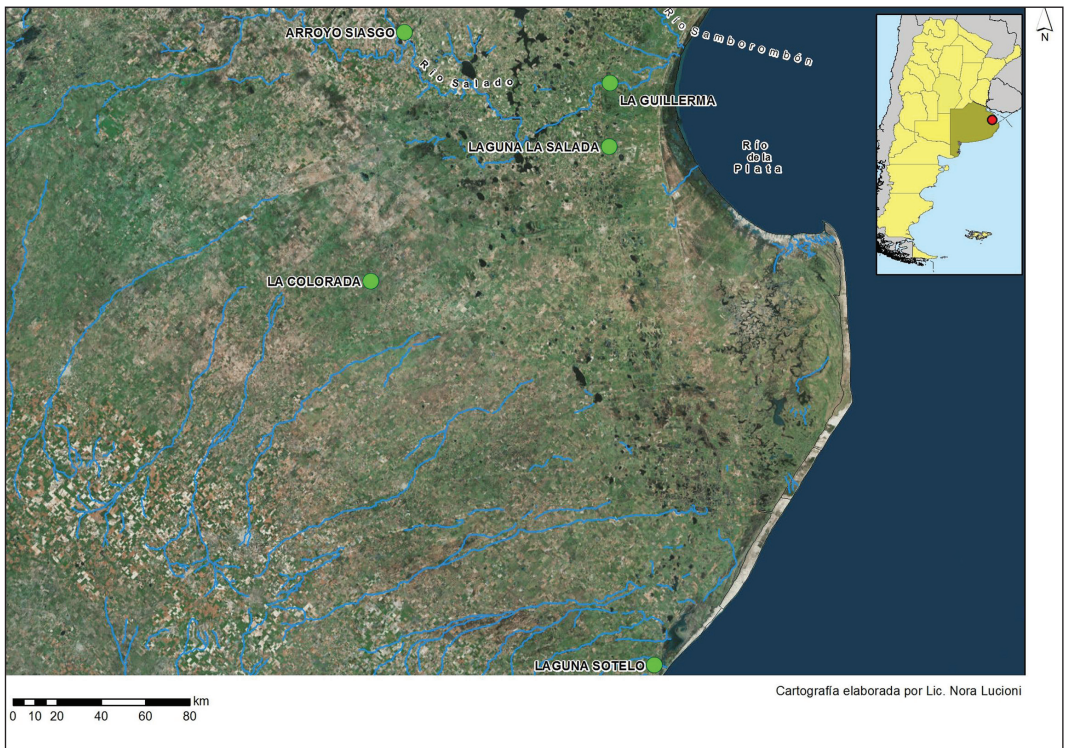 ARROYO SIASGO
Río Samborombón
N
Río Salado
LA GUILLERMA
LAGUNA LA SALADA
Río
de la
Plata
LA COLORADA
LAGUNA SOTELO
Cartografía elaborada por Lic. Nora Lucioni
km
0 10 20 40 60 80